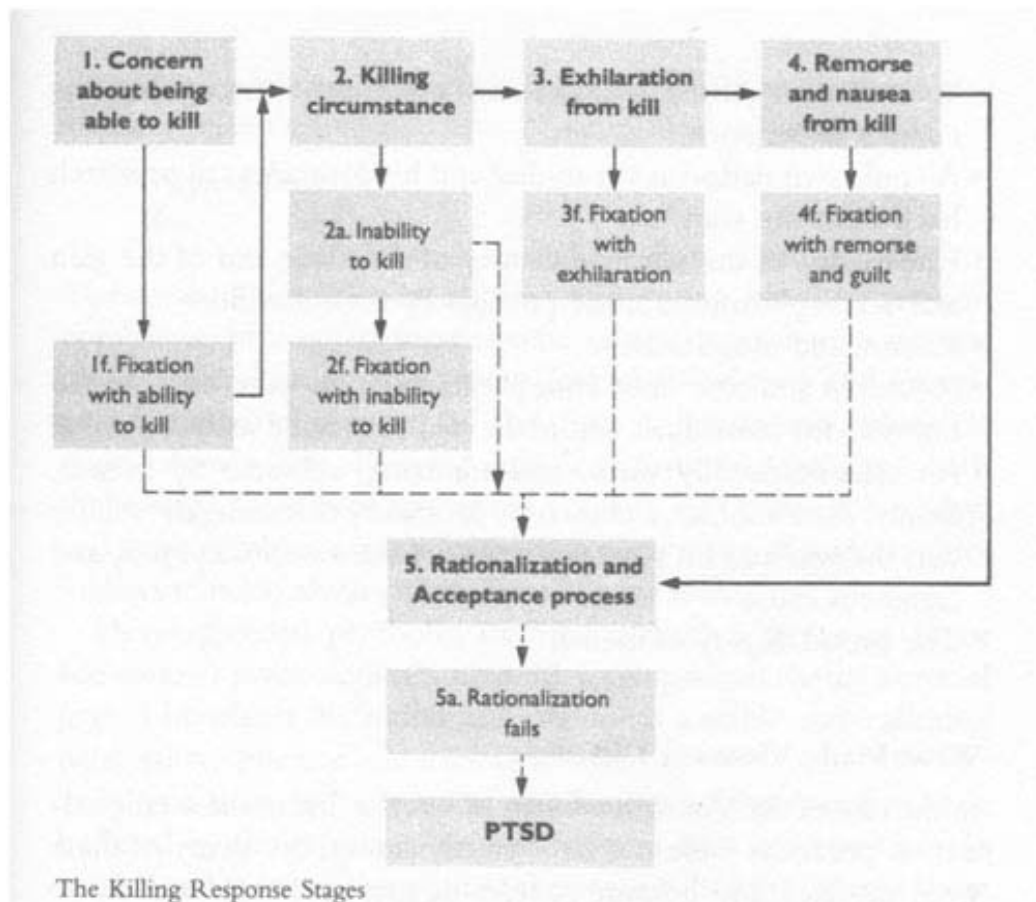 1. Concern
about being
able to kill
2. Killing
circumstance
3. Exhilaration
from kill
4. Remorse
and nausea
from kill
2a. Inability
to kill
3f. Fixation
with
exhilaration
4f. Fixation
with remorse
and guilt
1f. Fixation
with ability
to kill
2f. Fixation
with inability
to kill
5. Rationalization and
Acceptance process
5a. Rationalization
fails
PTSD
The Killing Response Stages